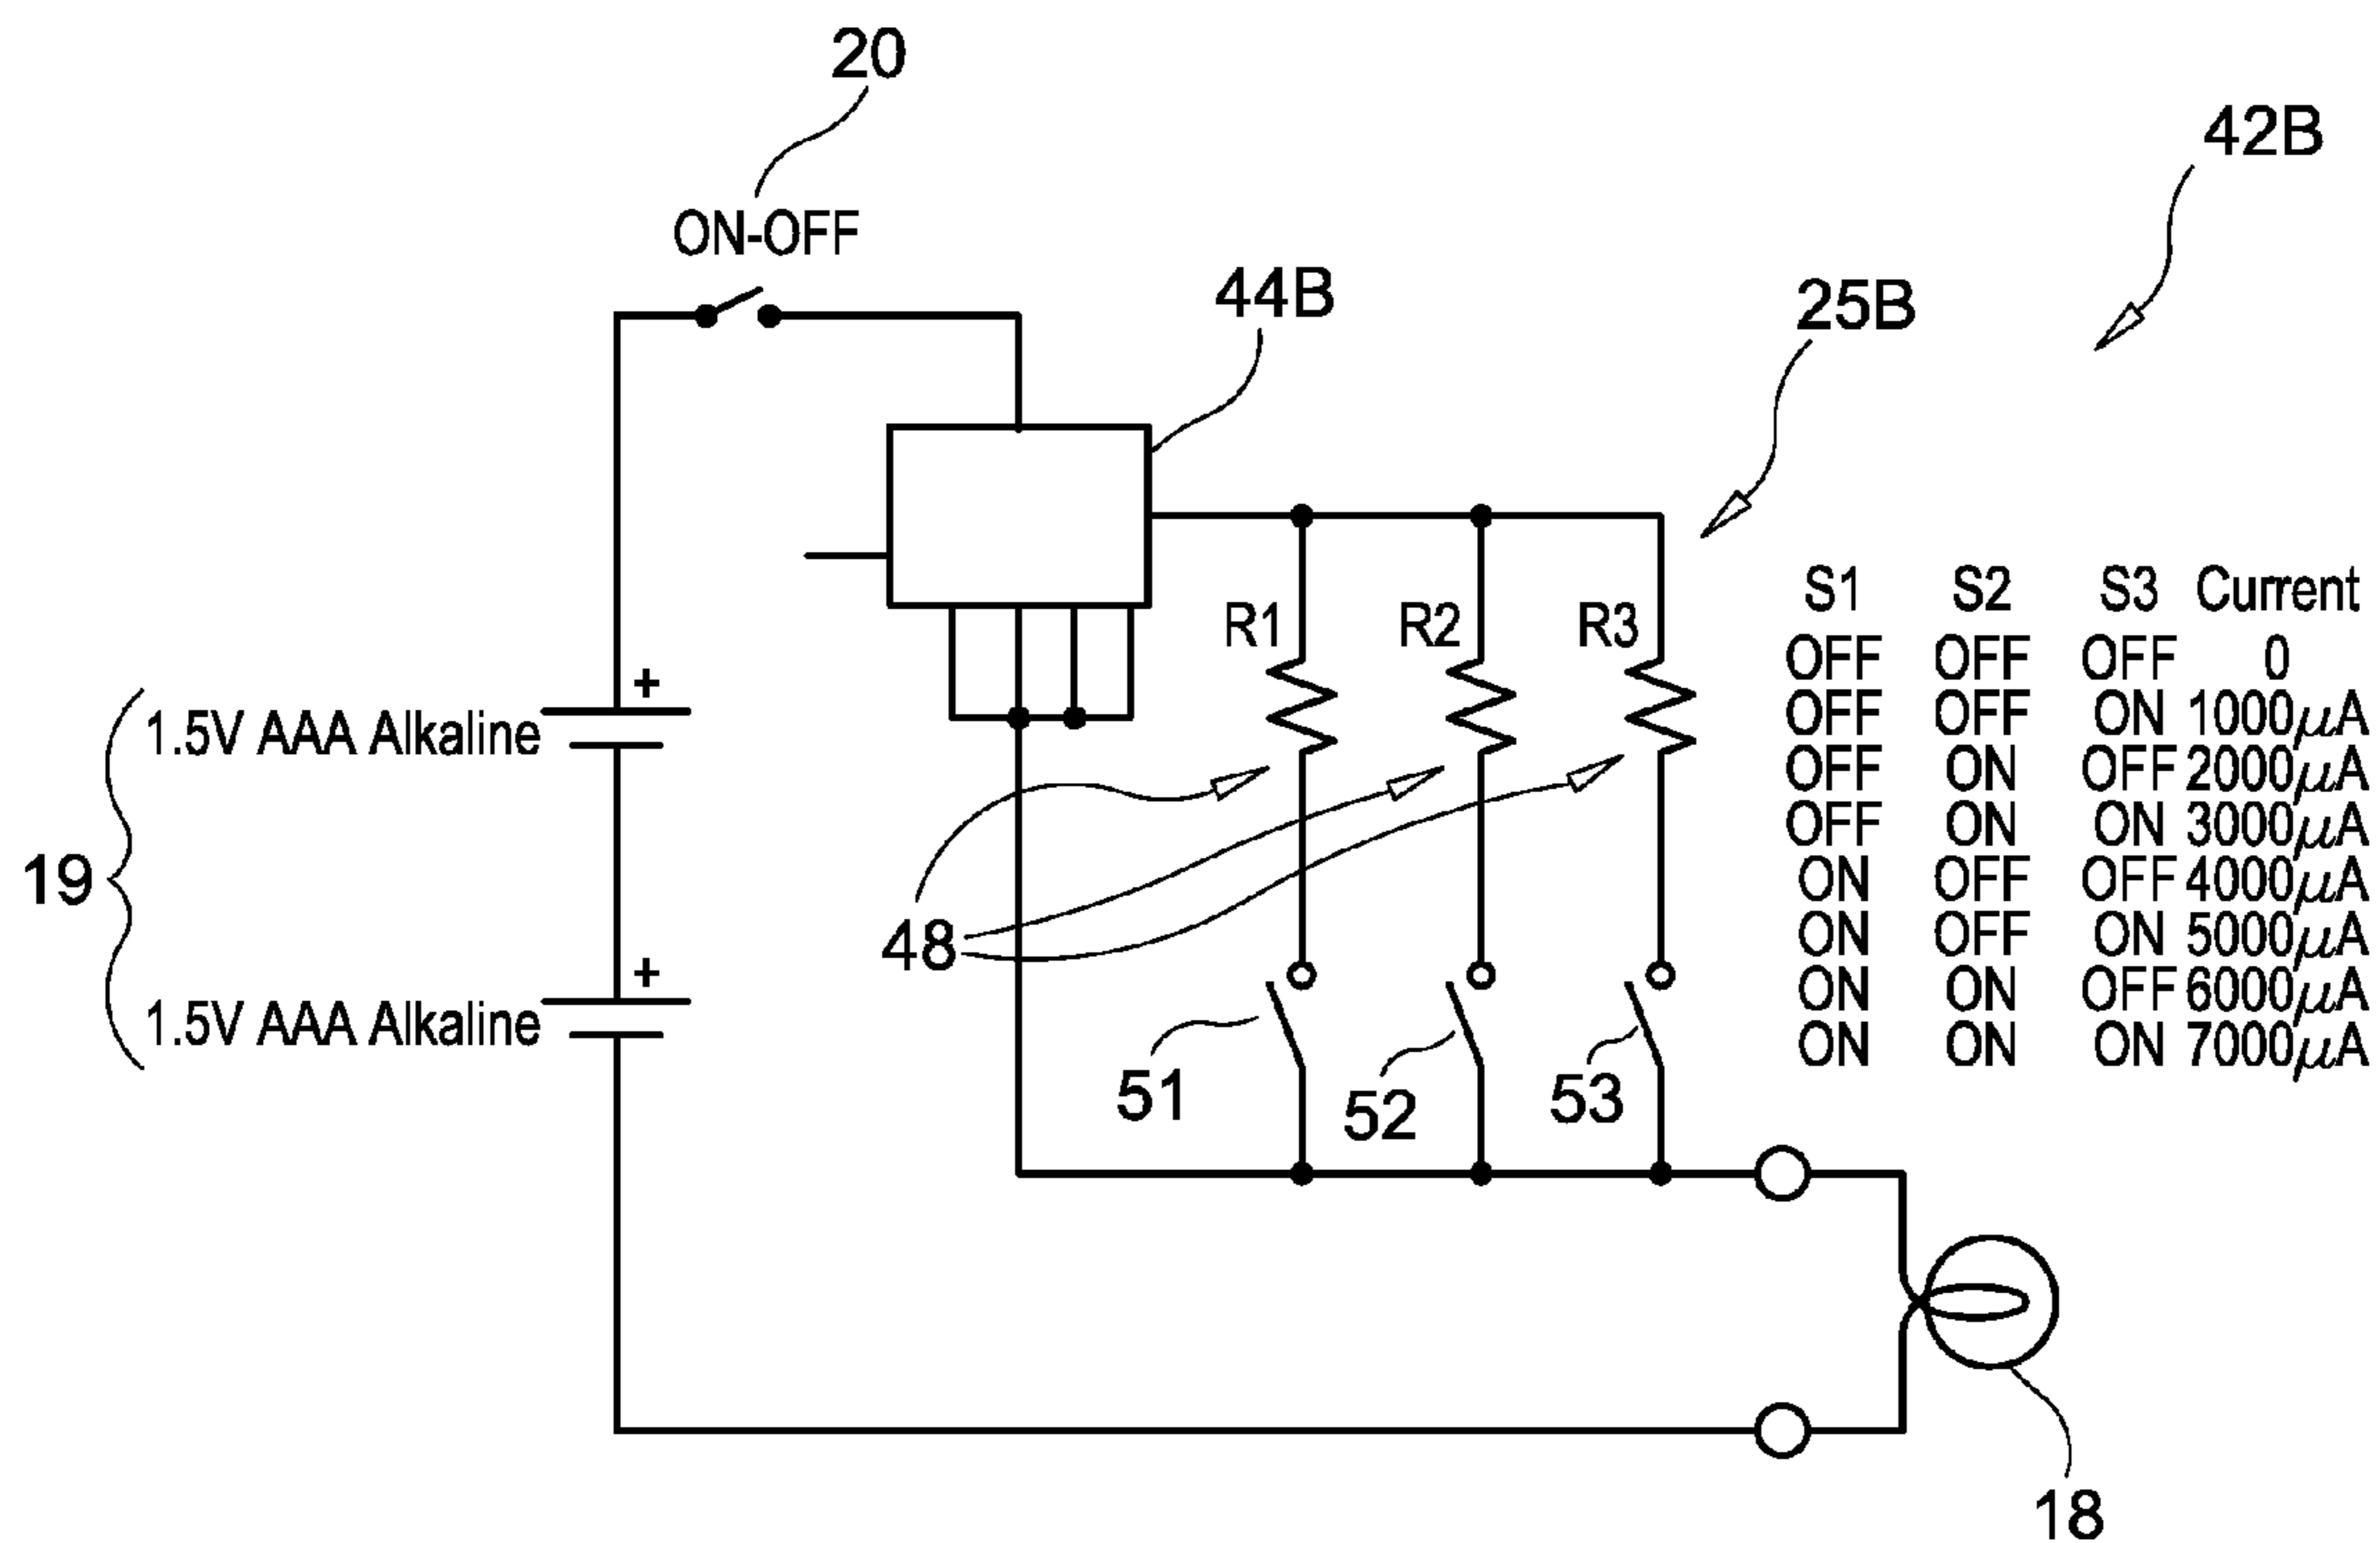 20
42B
ON-OFF
44B
25B
S1 S2 S3 Current
OFF OFF OFF 0
OFF OFF ON 1000μA
OFF ON OFF 2000μA
OFF ON ON 3000μA
ON OFF OFF 4000μA
ON OFF ON 5000μA
ON ON OFF 6000μA
ON ON ON 7000μA
R1 R2 R3
+
1.5V AAA Alkaline
19
48
+
1.5V AAA Alkaline
51
52
53
18